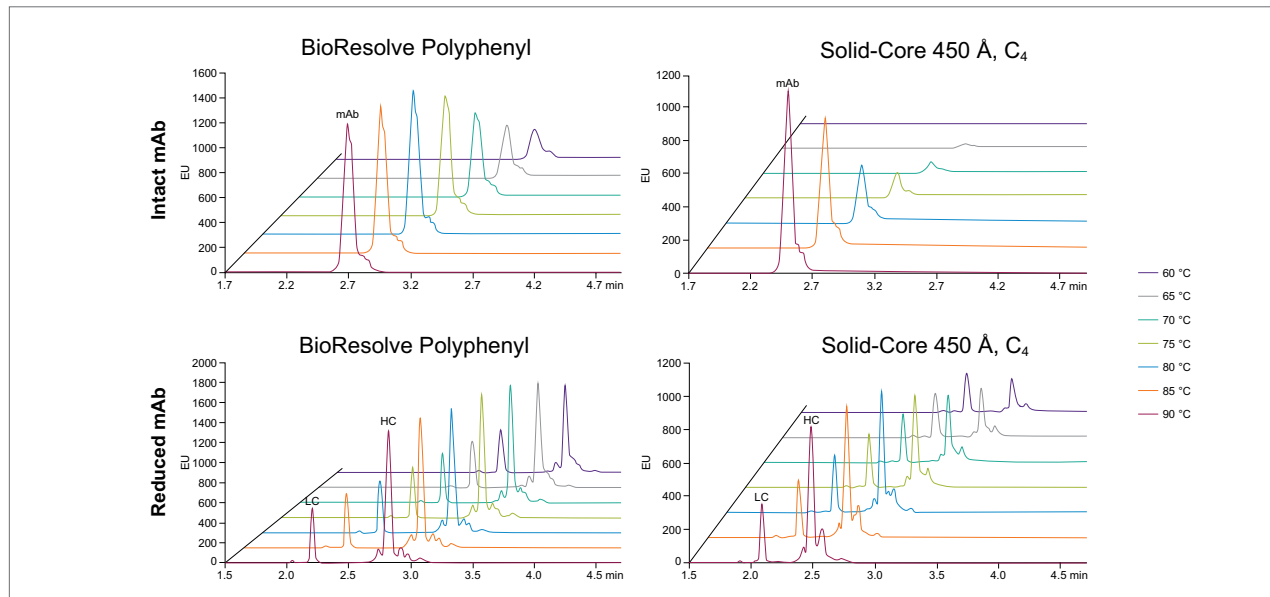 BioResolve Polyphenyl
Solid-Core 450 Å, C4
Intact mAb
EU
1600
1400
1200
1000
800
600
400
200
0
mAb
1.7 2.2 2.7 3.2 2.7 4.2 4.7 min
EU
1200
1000
800
600
400
200
0
mAb
1.7 2.2 2.7 3.2 2.7 4.2 4.7 min
60 °C
65 °C
70 °C
75 °C
80 °C
85 °C
90 °C
BioResolve Polyphenyl
Solid-Core 450 Å, C4
Reduced mAb
EU
2000
1800
1600
1400
1200
1000
800
600
400
200
0
LC
HC
1.5 2.0 2.5 3.0 3.5 4.0 4.5 min
EU
1200
1000
800
600
400
200
0
LC
HC
1.5 2.0 2.5 3.0 3.5 4.0 4.5 min